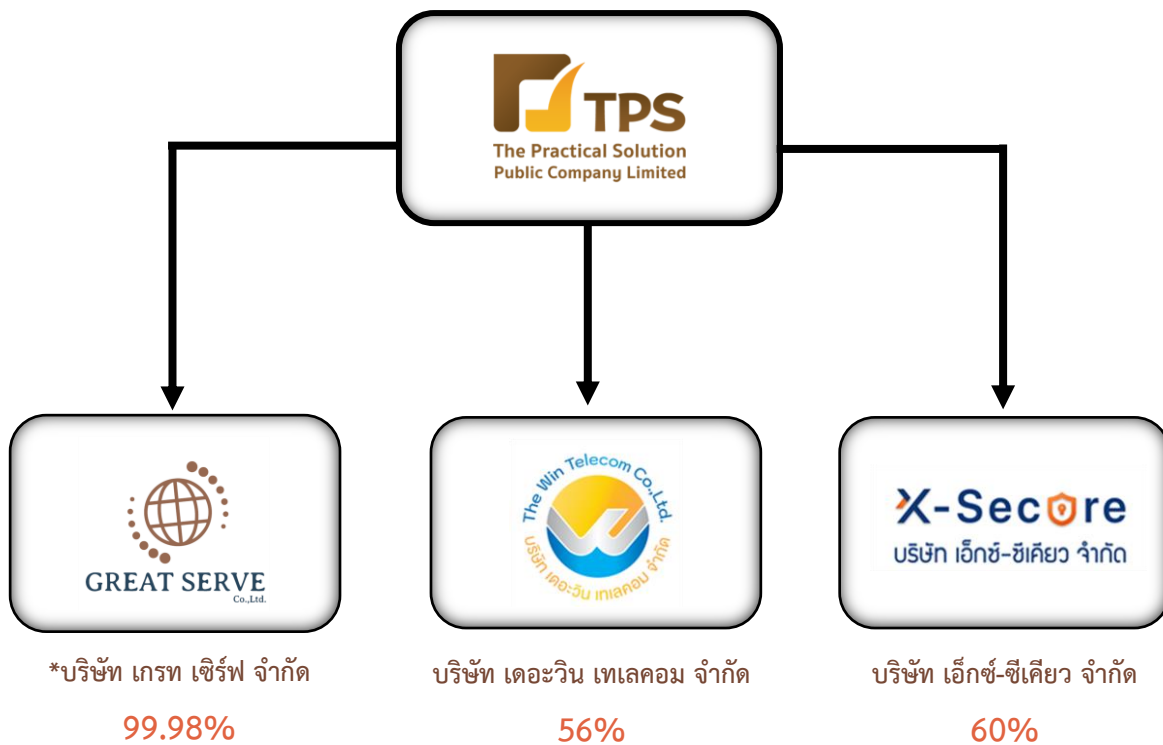 TPS
The Practical Solution
Public Company Limited
GREAT SERVE
Co.,Ltd.
The Win Telecom Co.,Ltd.
บริษัท เดอะวิน เทเลคอม จำกัด
X-Secure
บริษัท เอ็กซ์-ซีเคียว จำกัด
*บริษัท เกรท เซิร์ฟ จำกัด
บริษัท เดอะวิน เทเลคอม จำกัด
บริษัท เอ็กซ์-ซีเคียว จำกัด
99.98%
56%
60%